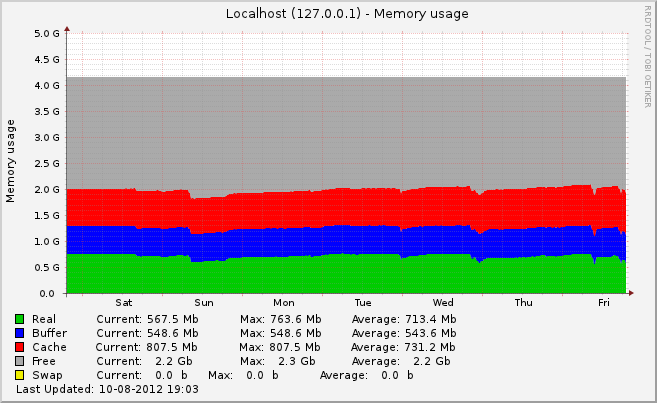 Localhost (127.0.0.1) - Memory usage
RRDTOOL / TOBI OETIKER
Memory usage
5.0 G
4.5 G
4.0 G
3.5 G
3.0 G
2.5 G
2.0 G
1.5 G
1.0 G
0.5 G
0.0
Sat Sun Mon Tue Wed Thu Fri
Real Current: 567.5 Mb Max: 763.6 Mb Average: 713.4 Mb
Buffer Current: 548.6 Mb Max: 548.6 Mb Average: 543.6 Mb
Cache Current: 807.5 Mb Max: 807.5 Mb Average: 731.2 Mb
Free Current: 2.2 Gb Max: 2.3 Gb Average: 2.2 Gb
Swap Current: 0.0 b Max: 0.0 b Average: 0.0 b
Last Updated: 10-08-2012 19:03